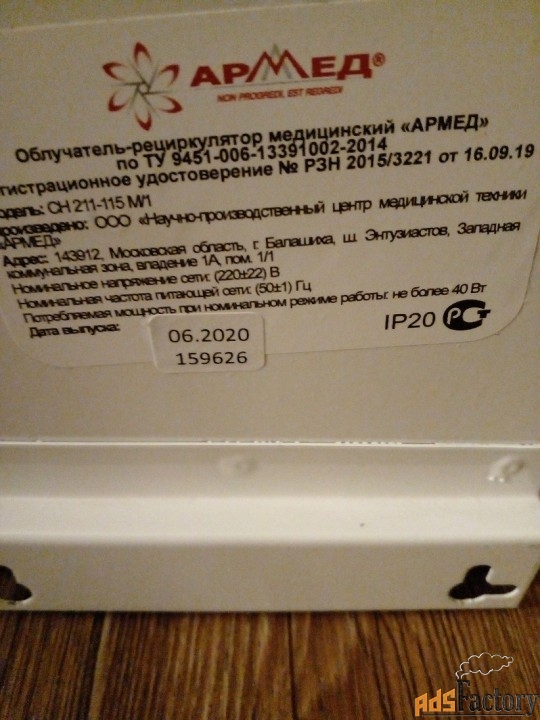 АРМЕД®
NON PROGREDI, EST REGREDI
Облучатель-рециркулятор медицинский «АРМЕД»
по ТУ 9451-006-13391002-2014
гистрационное удостоверение № РЗН 2015/3221 от 16.09.19
одель: СН 211-115 М/1
произведено: ООО «Научно-производственный центр медицинской техники
«АРМЕД»
Адрес: 143912, Московская область, г. Балашиха, ш. Энтузиастов, Западная
коммунальная зона, владение 1А, пом. 1/1
Номинальное напряжение сети: (220±22) В
Номинальная частота питающей сети: (50±1) Гц
Потребляемая мощность при номинальном режиме работы: не более 40 Вт
Дата выпуска:
06.2020
159626
IP20 РСТ
AdsFactory